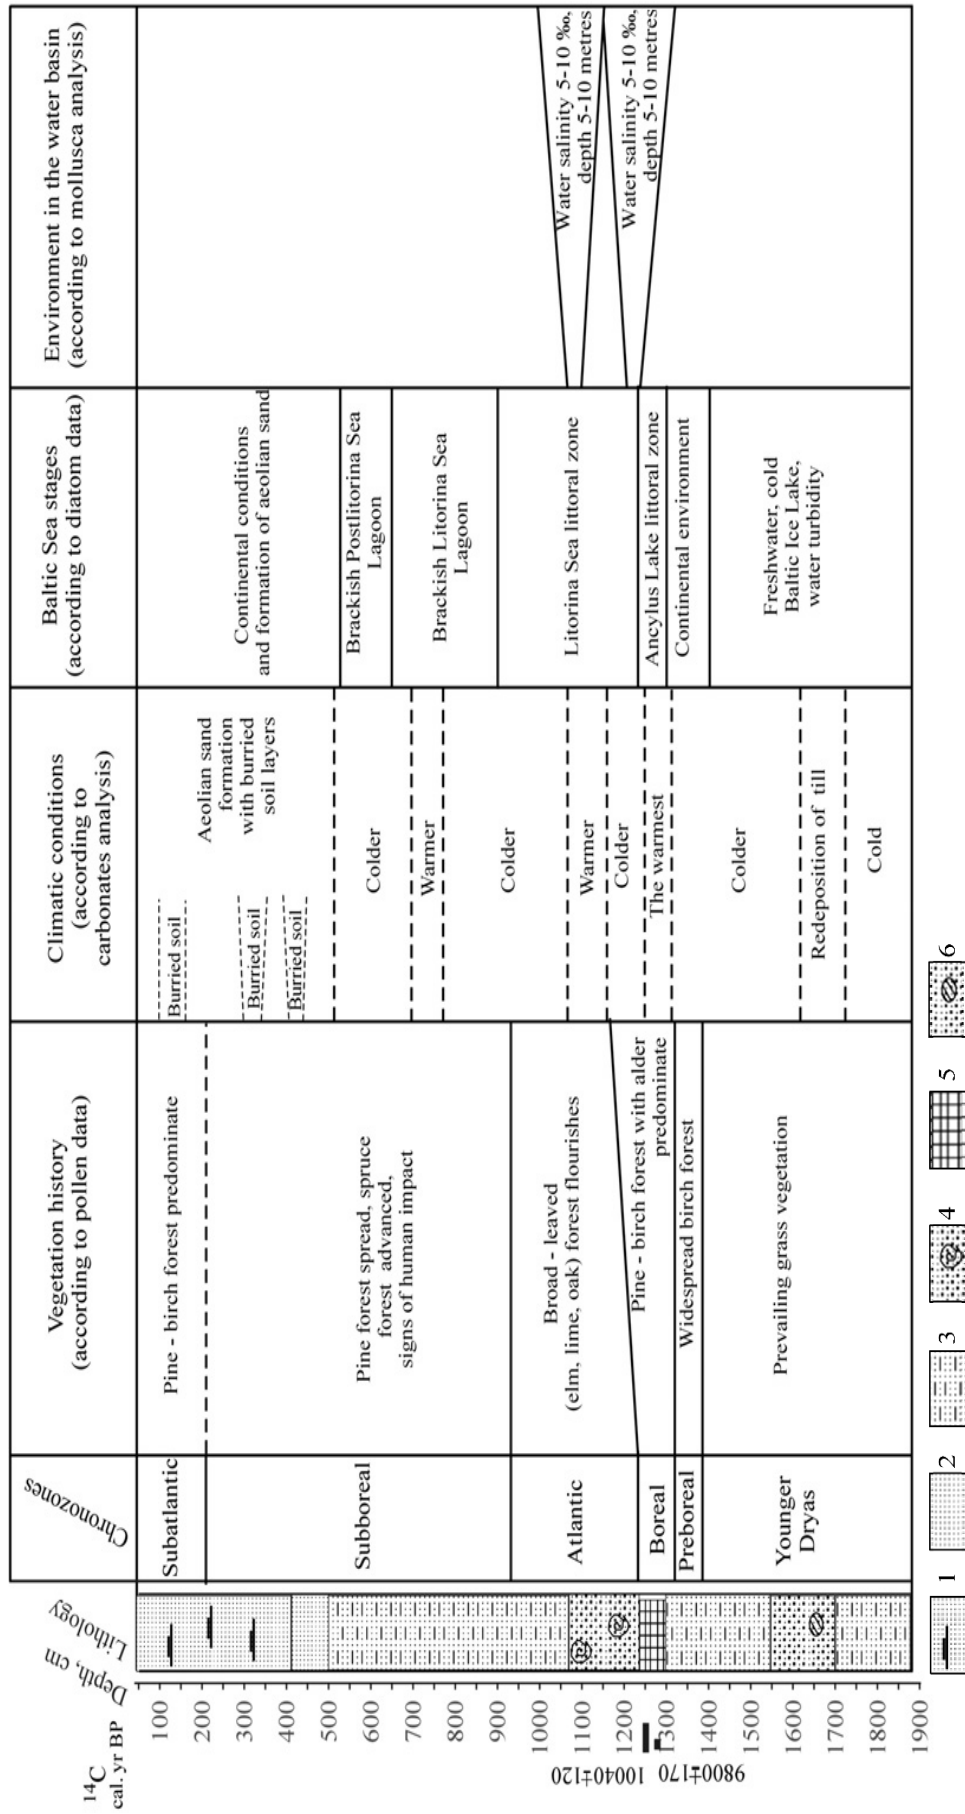 14C
cal. yr BP
Depth, cm
Lithology
Chronozones
Vegetation history
(according to pollen data)
Climatic conditions
(according to
carbonates analysis)
Baltic Sea stages
(according to diatom data)
Environment in the water basin
(according to mollusca analysis)
100
200
300
400
500
600
700
800
900
1000
1100
1200
1300
1400
1500
1600
1700
1800
1900
10040±120
9800±170
Subatlantic
Subboreal
Atlantic
Boreal
Preboreal
Younger
Dryas
Pine - birch forest predominate
Pine forest spread, spruce
forest advanced,
signs of human impact
Broad - leaved
(elm, lime, oak) forest flourishes
Pine - birch forest with alder
predominate
Widespread birch forest
Prevailing grass vegetation
Burried soil
Burried soil
Burried soil
Aeolian sand
formation
with burried
soil layers
Colder
Warmer
Colder
Warmer
Colder
The warmest
Colder
Redeposition of till
Cold
Continental conditions
and formation of aeolian sand
Brackish Postlitorina Sea
Lagoon
Brackish Litorina Sea
Lagoon
Litorina Sea littoral zone
Ancylus Lake littoral zone
Continental environment
Freshwater, cold
Baltic Ice Lake,
water turbidity
Water salinity 5-10 ‰,
depth 5-10 metres
Water salinity 5-10 ‰,
depth 5-10 metres
1
2
3
4
5
6